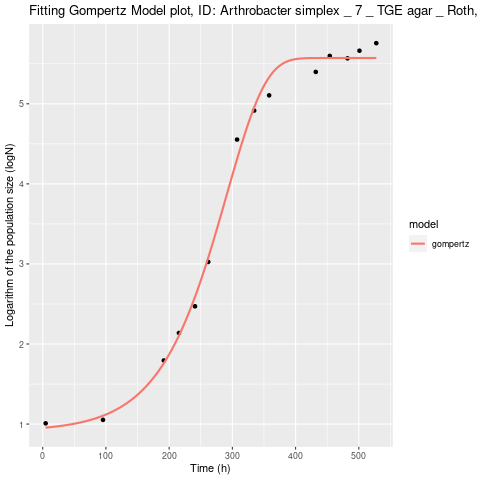 Fitting Gompertz Model plot, ID: Arthrobacter simplex _ 7 _ TGE agar _ Roth,
5
4
3
2
1
Logarithm of the population size (logN)
0 100 200 300 400 500
Time (h)
model
gompertz